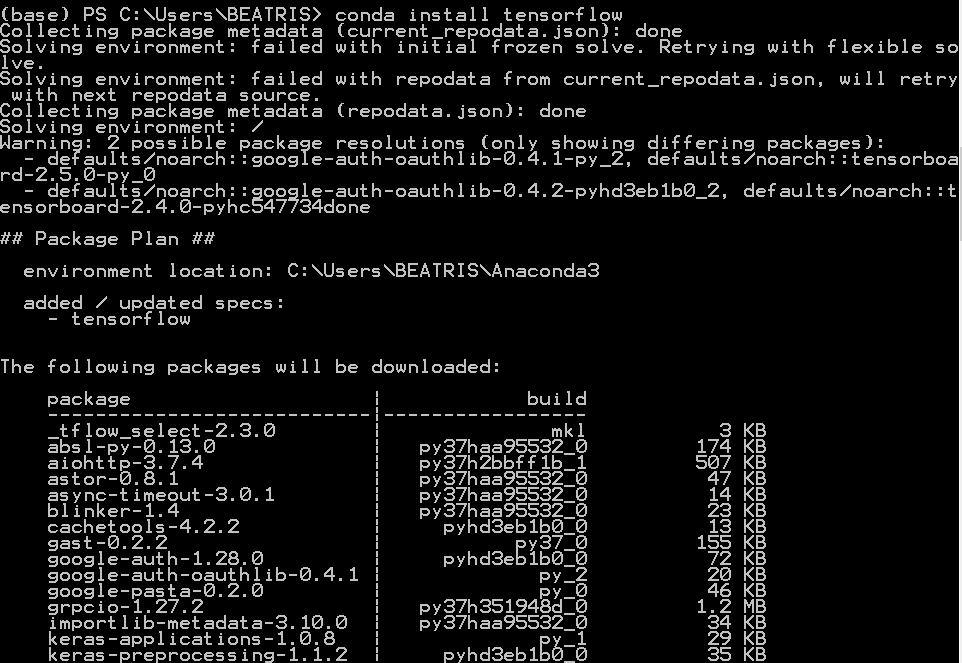 (base) PS C:\Users\BEATRIS> conda install tensorflow
Collecting package metadata (current_repodata.json): done
Solving environment: failed with initial frozen solve. Retrying with flexible so
lve.
Solving environment: failed with repodata from current_repodata.json, will retry
 with next repodata source.
Collecting package metadata (repodata.json): done
Solving environment: /
Warning: 2 possible package resolutions (only showing differing packages):
  - defaults/noarch::google-auth-oauthlib-0.4.1-py_2, defaults/noarch::tensorboa
rd-2.5.0-py_0
  - defaults/noarch::google-auth-oauthlib-0.4.2-pyhd3eb1b0_2, defaults/noarch::t
ensorboard-2.4.0-pyhc547734done
## Package Plan ##
  environment location: C:\Users\BEATRIS\Anaconda3
  added / updated specs:
    - tensorflow
The following packages will be downloaded:
    package                    |            build
    ---------------------------|-----------------
    _tflow_select-2.3.0        |              mkl           3 KB
    absl-py-0.13.0             |   py37haa95532_0         174 KB
    aiohttp-3.7.4              |   py37h2bbff1b_1         507 KB
    astor-0.8.1                |   py37haa95532_0          47 KB
    async-timeout-3.0.1        |   py37haa95532_0          14 KB
    blinker-1.4                |   py37haa95532_0          23 KB
    cachetools-4.2.2           |     pyhd3eb1b0_0          13 KB
    gast-0.2.2                 |           py37_0         155 KB
    google-auth-1.28.0         |     pyhd3eb1b0_0          72 KB
    google-auth-oauthlib-0.4.1 |             py_2          20 KB
    google-pasta-0.2.0         |             py_0          46 KB
    grpcio-1.27.2              |   py37h351948d_0         1.2 MB
    importlib-metadata-3.10.0  |   py37haa95532_0          34 KB
    keras-applications-1.0.8   |             py_1          29 KB
    keras-preprocessing-1.1.2  |     pyhd3eb1b0_0          35 KB